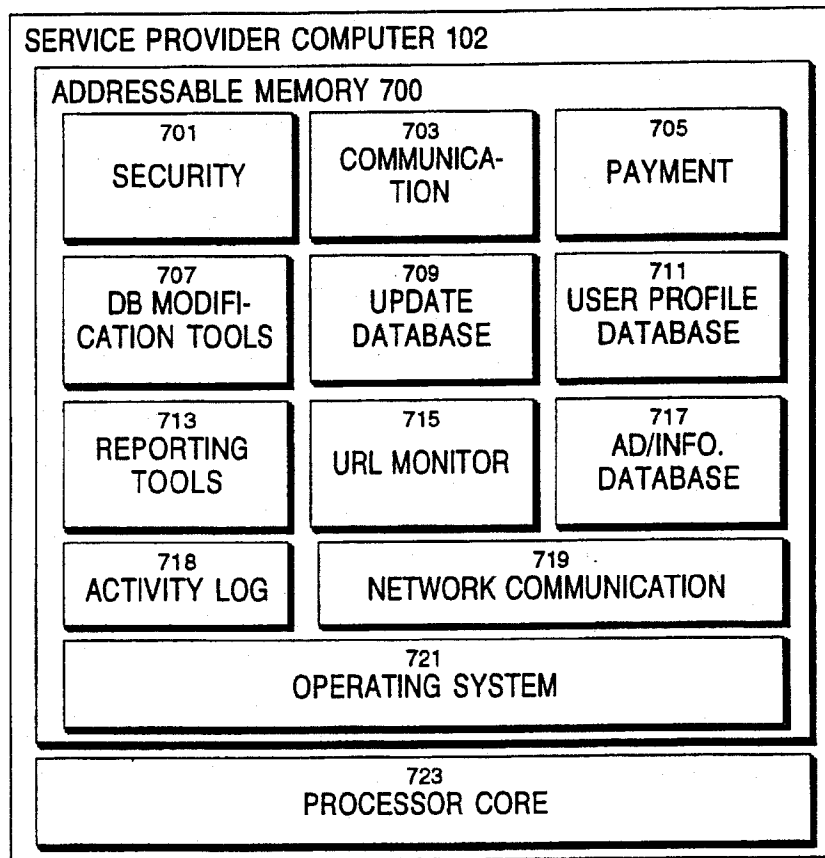 SERVICE PROVIDER COMPUTER 102
ADDRESSABLE MEMORY 700
701
SECURITY
703
COMMUNICA-
TION
705
PAYMENT
707
DB MODIFI-
CATION TOOLS
709
UPDATE
DATABASE
711
USER PROFILE
DATABASE
713
REPORTING
TOOLS
715
URL MONITOR
717
AD/INFO.
DATABASE
718
ACTIVITY LOG
719
NETWORK COMMUNICATION
721
OPERATING SYSTEM
723
PROCESSOR CORE